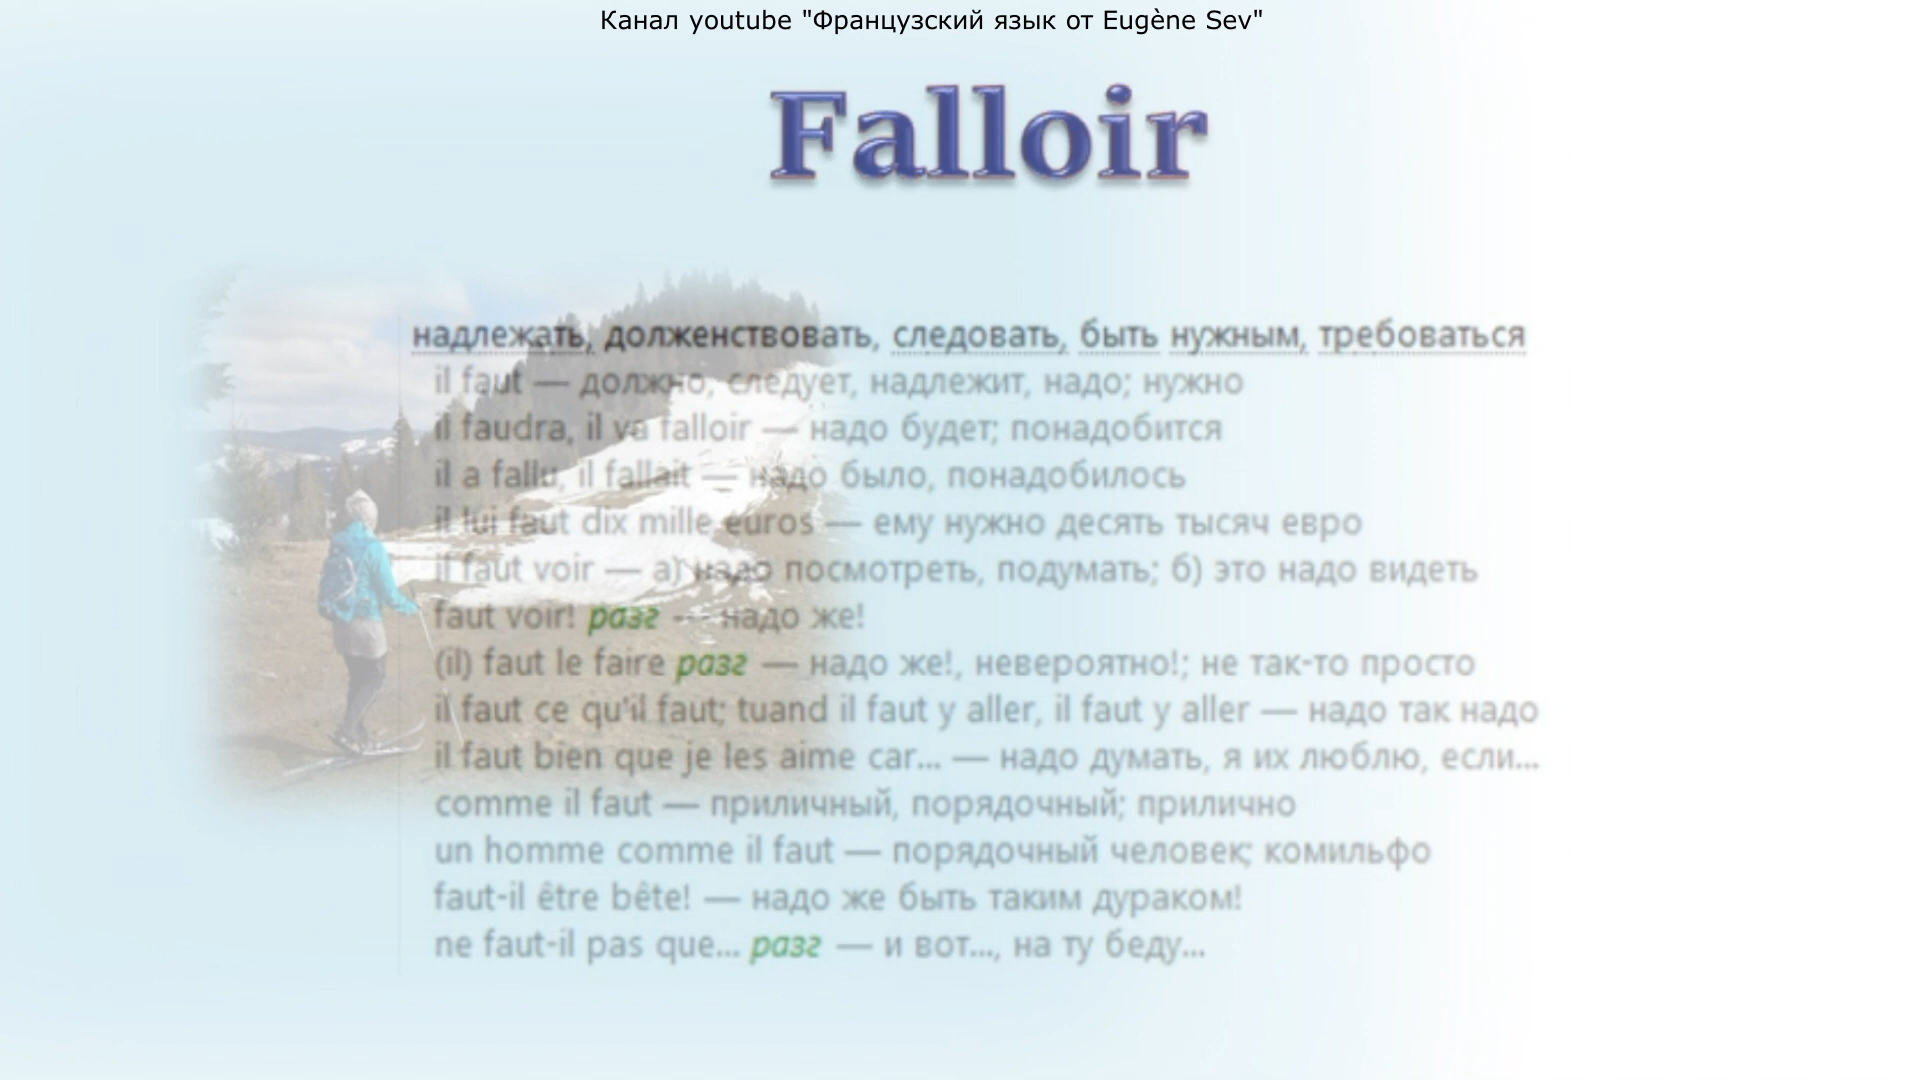 Канал youtube "Французский язык от Eugène Sev"
Falloir
надлежать, долженствовать, следовать, быть нужным, требоваться
il faut — должно, следует, надлежит, надо; нужно
il faudra, il va falloir — надо будет; понадобится
il a fallu, il fallait — надо было, понадобилось
il lui faut dix mille euros — ему нужно десять тысяч евро
il faut voir — а) надо посмотреть, подумать; б) это надо видеть
faut voir! разг — надо же!
(il) faut le faire разг — надо же!, невероятно!; не так-то просто
il faut ce qu'il faut; tuand il faut y aller, il faut y aller — надо так надо
il faut bien que je les aime car... — надо думать, я их люблю, если...
comme il faut — приличный, порядочный; прилично
un homme comme il faut — порядочный человек; комильфо
faut-il être bête! — надо же быть таким дураком!
ne faut-il pas que... разг — и вот..., на ту беду...